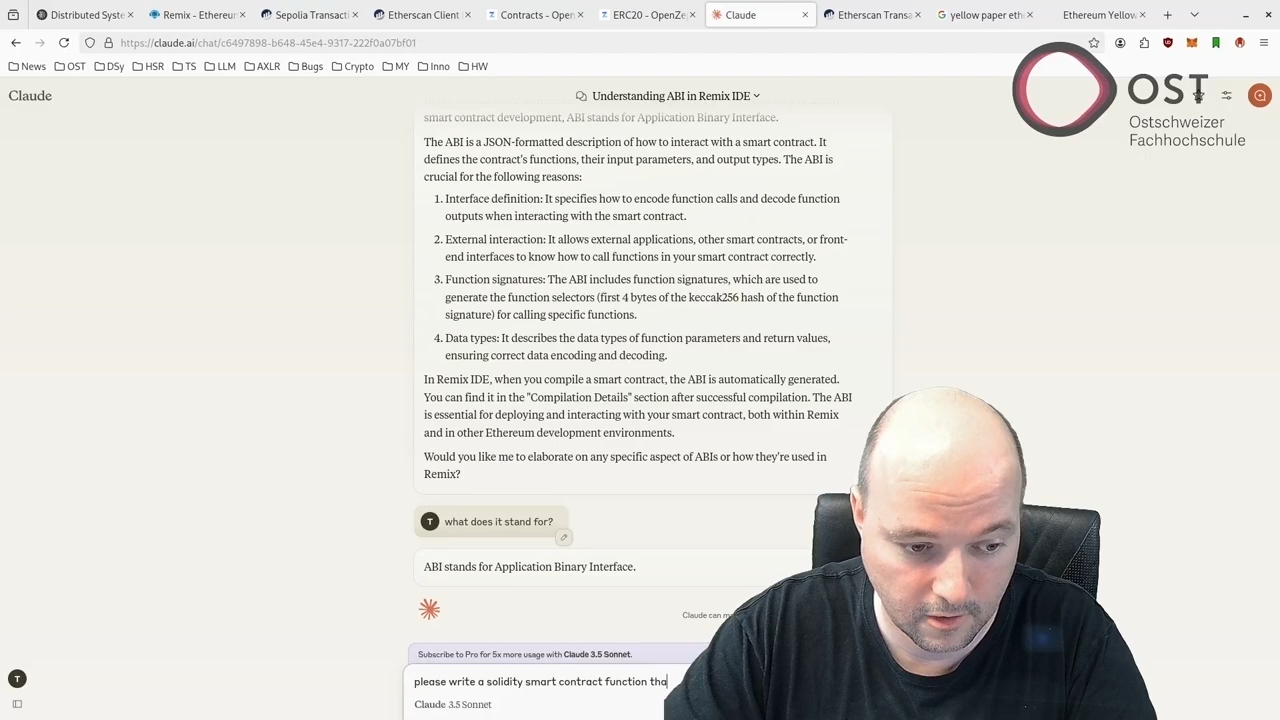 Distributed Syste
Remix - Ethereun
Sepolia Transacti
Etherscan Client
Contracts - Open
ERC20 - OpenZe
Claude
Etherscan Transa
yellow paper ethe
Ethereum Yellow
https://claude.ai/chat/c6497898-b648-45e4-9317-222f0a07bf01
News OST DSy HSR TS LLM AXLR Bugs Crypto MY Inno HW
Claude
Understanding ABI in Remix IDE
OST
Ostschweizer
Fachhochschule
smart contract development, ABI stands for Application Binary Interface.
The ABI is a JSON-formatted description of how to interact with a smart contract. It
defines the contract's functions, their input parameters, and output types. The ABI is
crucial for the following reasons:
1. Interface definition: It specifies how to encode function calls and decode function
outputs when interacting with the smart contract.
2. External interaction: It allows external applications, other smart contracts, or front-
end interfaces to know how to call functions in your smart contract correctly.
3. Function signatures: The ABI includes function signatures, which are used to
generate the function selectors (first 4 bytes of the keccak256 hash of the function
signature) for calling specific functions.
4. Data types: It describes the data types of function parameters and return values,
ensuring correct data encoding and decoding.
In Remix IDE, when you compile a smart contract, the ABI is automatically generated.
You can find it in the "Compilation Details" section after successful compilation. The ABI
is essential for deploying and interacting with your smart contract, both within Remix
and in other Ethereum development environments.
Would you like me to elaborate on any specific aspect of ABIs or how they're used in
Remix?
T what does it stand for?
ABI stands for Application Binary Interface.
Claude can m
Subscribe to Pro for 5x more usage with Claude 3.5 Sonnet.
please write a solidity smart contract function tha
Claude 3.5 Sonnet
T